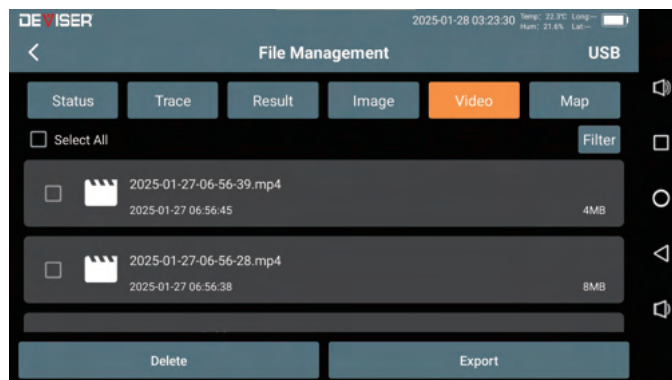 DEVISER
2025-01-28 03:23:30
Temp: 22.3℃ Long:--
Hum: 21.6% Lat:--
File Management
USB
Status
Trace
Result
Image
Video
Map
Select All
Filter
2025-01-27-06-56-39.mp4
2025-01-27 06:56:45
4MB
2025-01-27-06-56-28.mp4
2025-01-27 06:56:38
8MB
Delete
Export